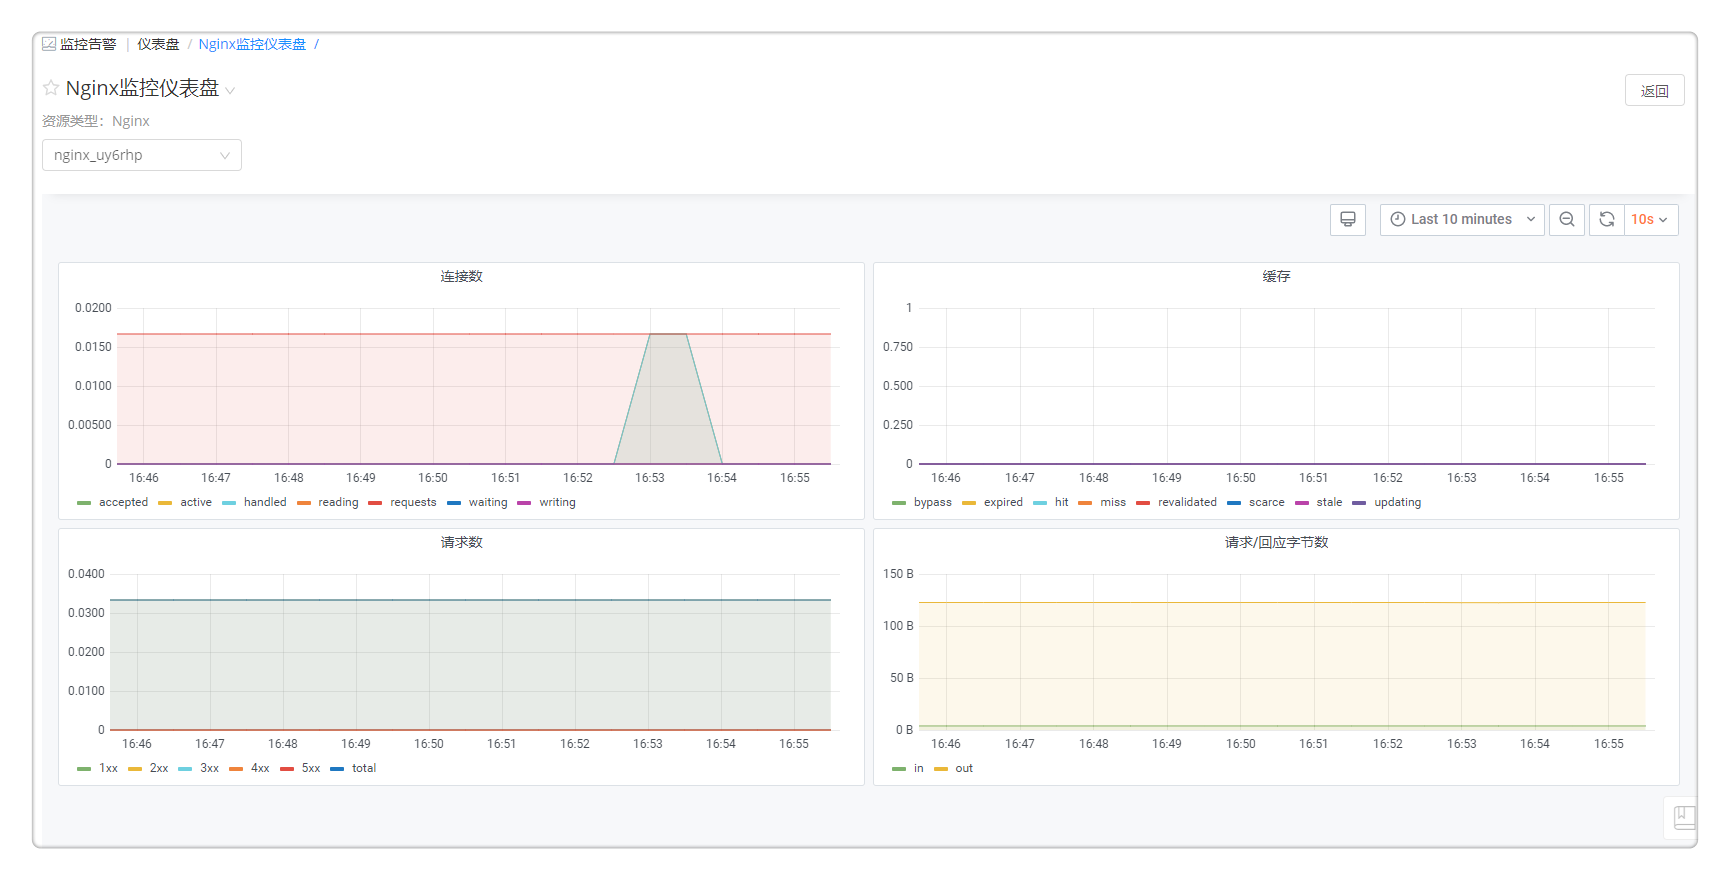 监控告警 | 仪表盘 / Nginx监控仪表盘 /
Nginx监控仪表盘
返回
资源类型：Nginx
nginx_uy6rhp
Last 10 minutes
10s
连接数
0.0200
0.0150
0.0100
0.00500
0
16:46 16:47 16:48 16:49 16:50 16:51 16:52 16:53 16:54 16:55
accepted active handled reading requests waiting writing
缓存
1
0.750
0.500
0.250
0
16:46 16:47 16:48 16:49 16:50 16:51 16:52 16:53 16:54 16:55
bypass expired hit miss revalidated scarce stale updating
请求数
0.0400
0.0300
0.0200
0.0100
0
16:46 16:47 16:48 16:49 16:50 16:51 16:52 16:53 16:54 16:55
1xx 2xx 3xx 4xx 5xx total
请求/回应字节数
150 B
100 B
50 B
0 B
16:46 16:47 16:48 16:49 16:50 16:51 16:52 16:53 16:54 16:55
in out